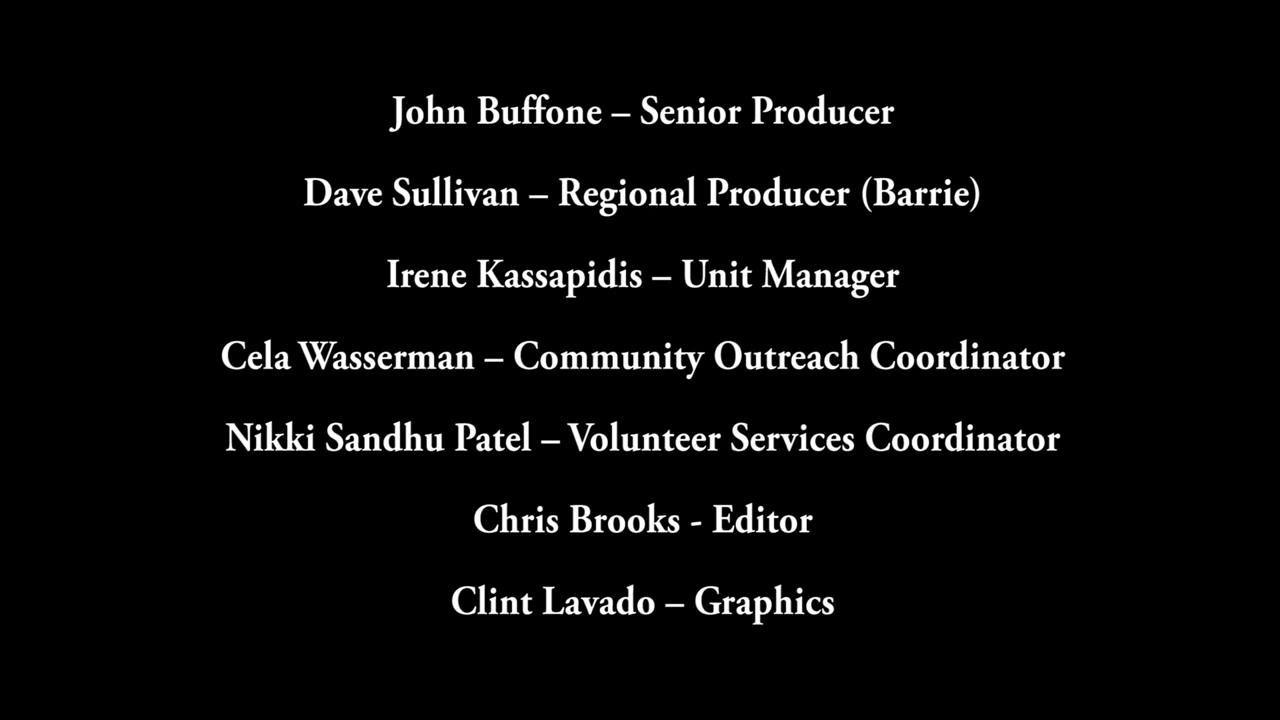 John Buffone – Senior Producer
Dave Sullivan – Regional Producer (Barrie)
Irene Kassapidis – Unit Manager
Cela Wasserman – Community Outreach Coordinator
Nikki Sandhu Patel – Volunteer Services Coordinator
Chris Brooks - Editor
Clint Lavado – Graphics